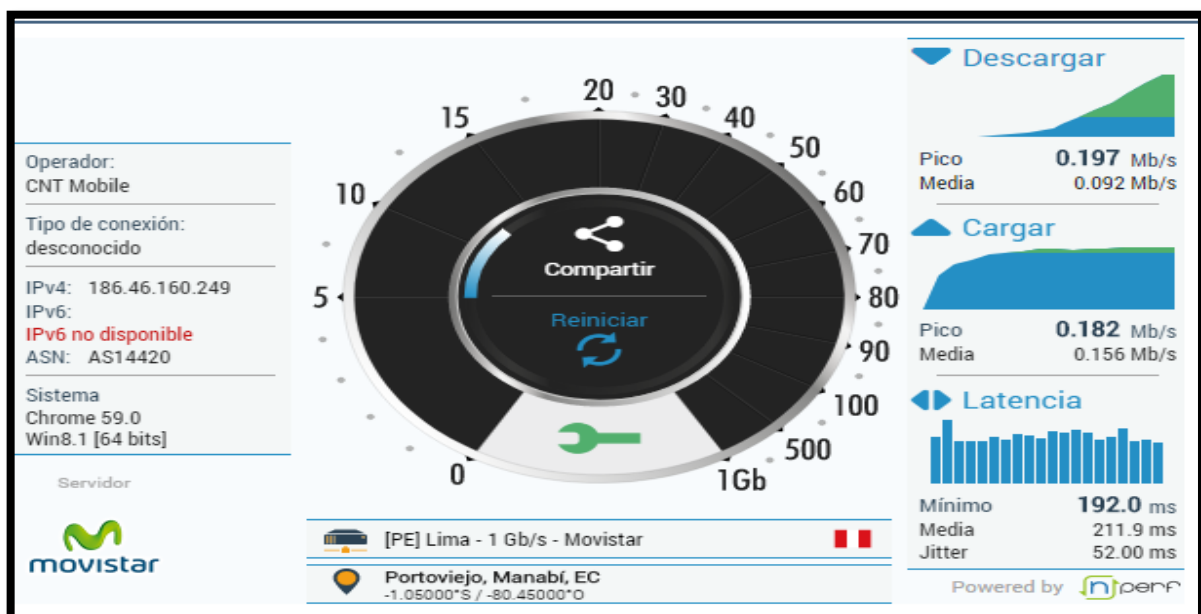 Operador:
CNT Mobile
Tipo de conexión:
desconocido
IPv4: 186.46.160.249
IPv6:
IPv6 no disponible
ASN: AS14420
Sistema
Chrome 59.0
Win8.1 [64 bits]
Servidor
movistar
0
5
10
15
20
30
40
50
60
70
80
90
100
500
1Gb
Compartir
Reiniciar
[PE] Lima - 1 Gb/s - Movistar
Portoviejo, Manabí, EC
-1.05000°S / -80.45000°O
Descargar
Pico 0.197 Mb/s
Media 0.092 Mb/s
Cargar
Pico 0.182 Mb/s
Media 0.156 Mb/s
Latencia
Mínimo 192.0 ms
Media 211.9 ms
Jitter 52.00 ms
Powered by nperf